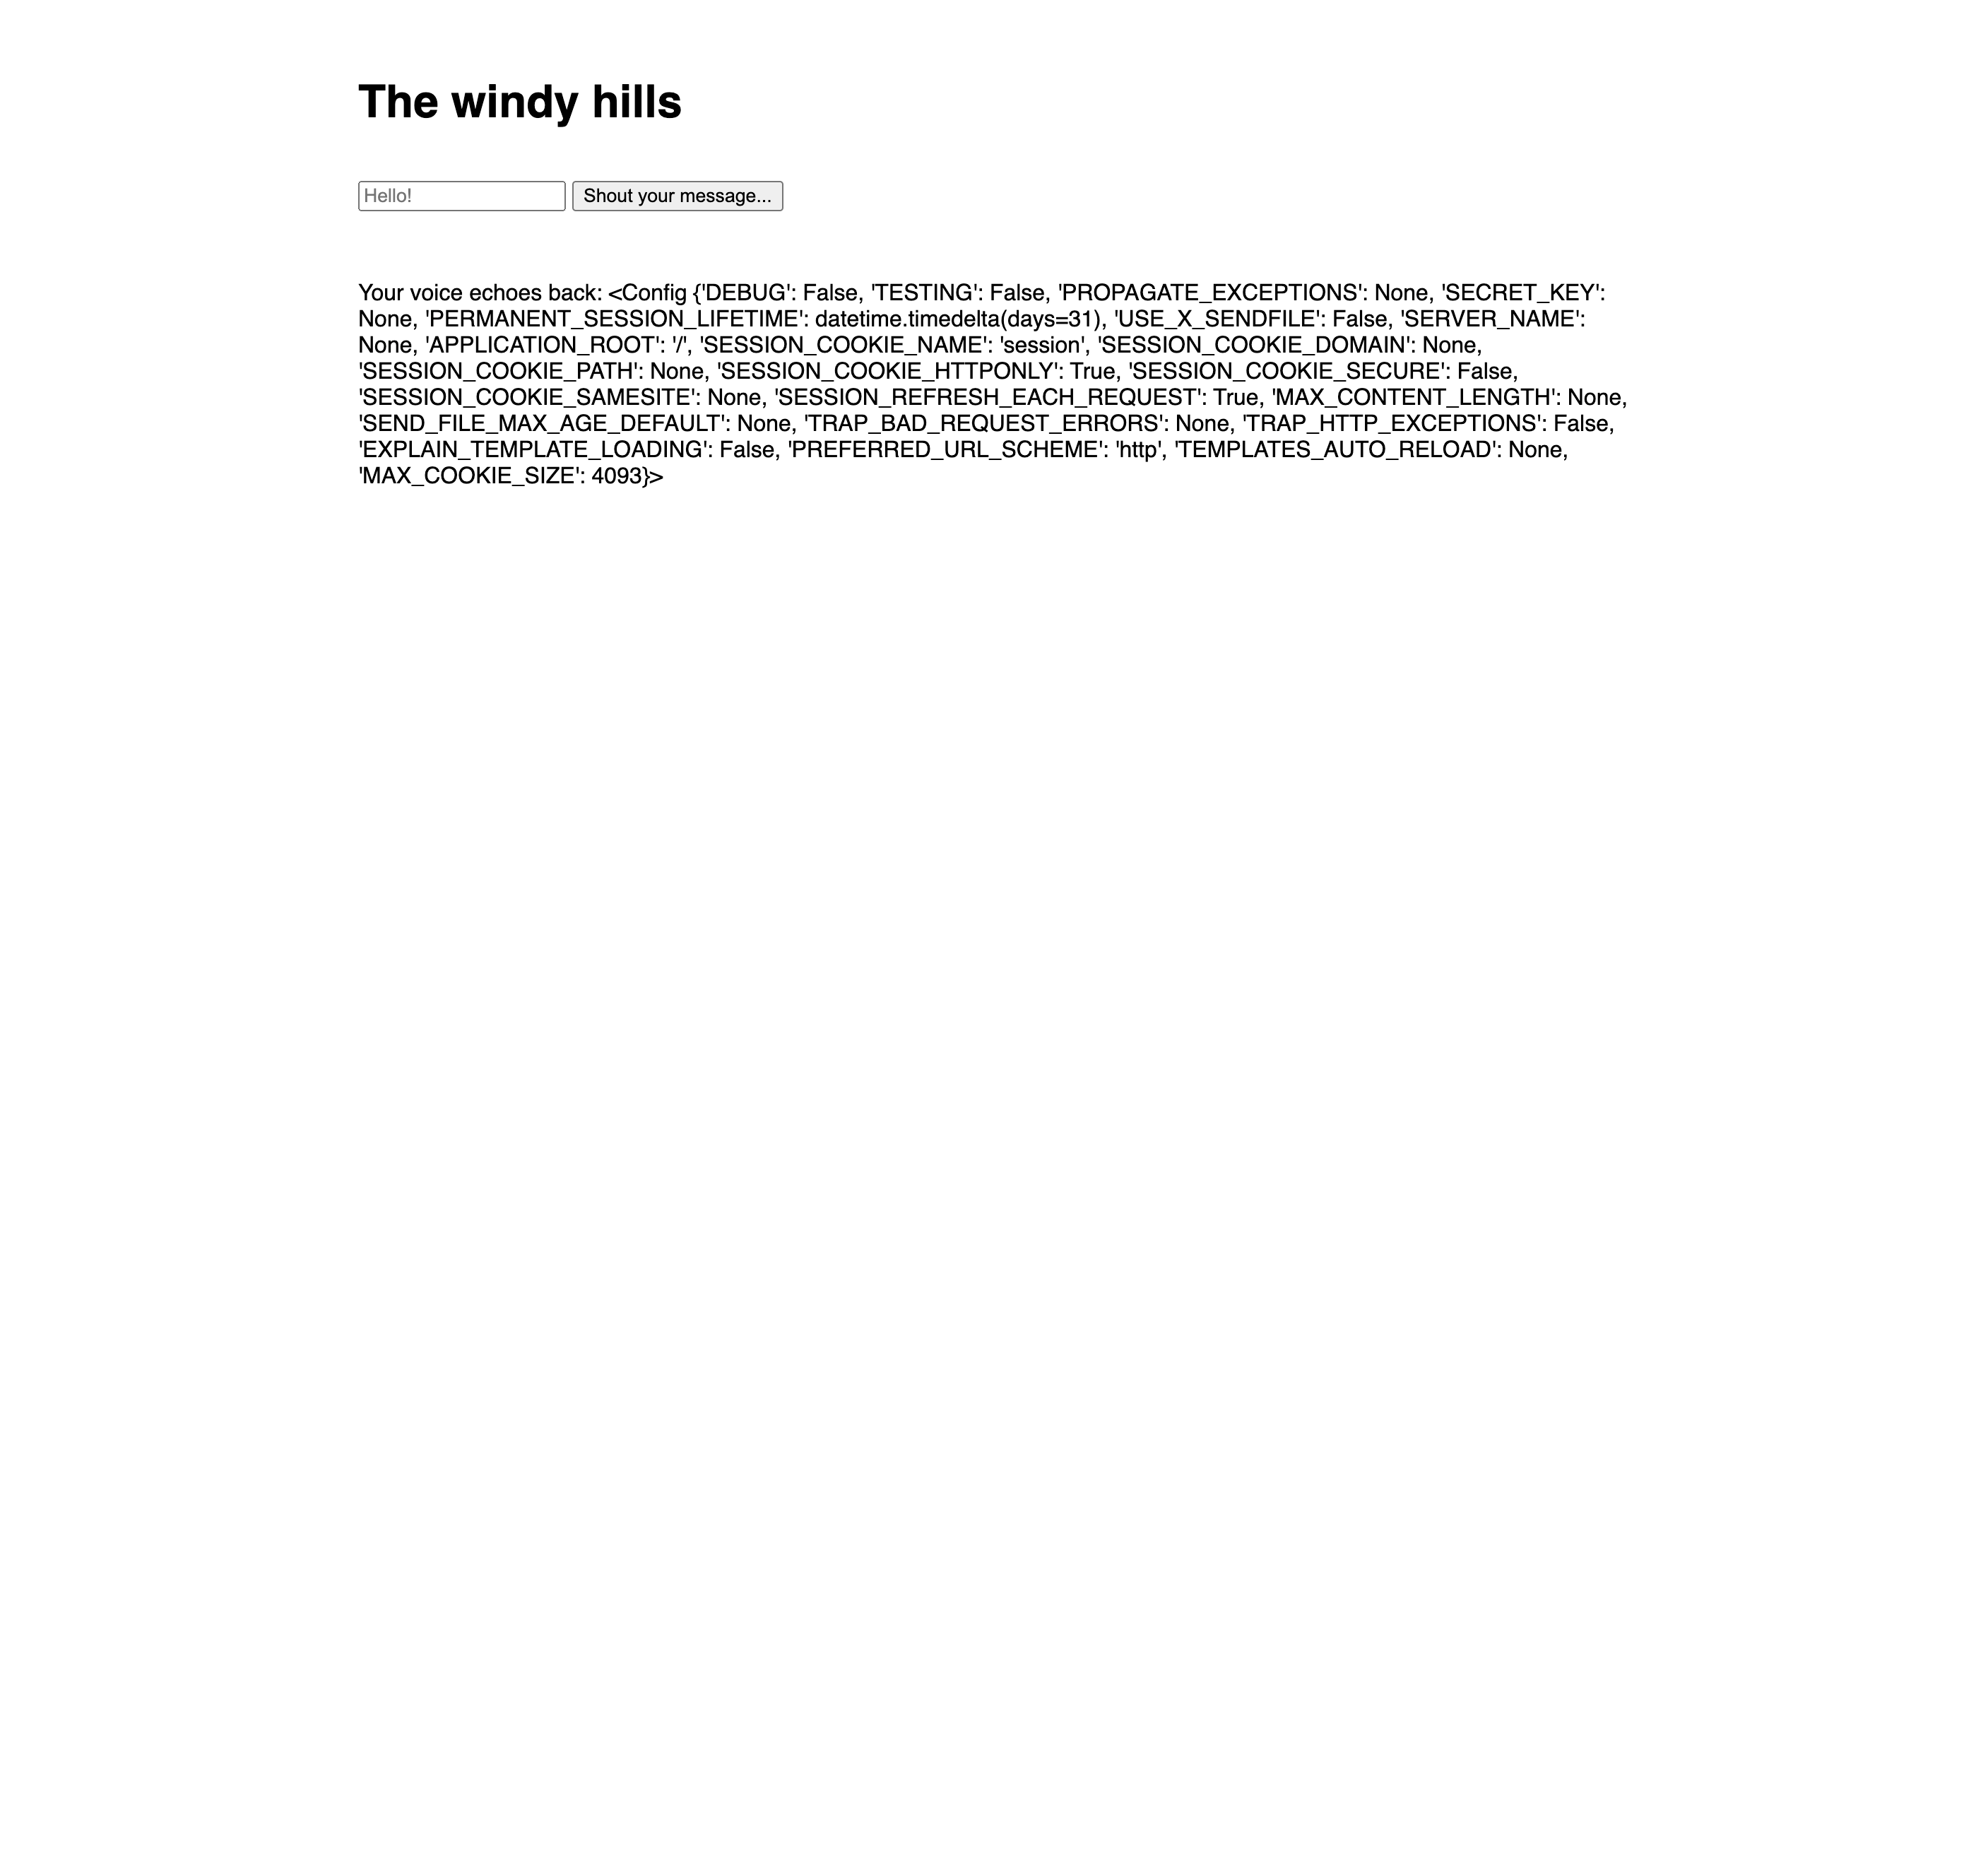 The windy hills
Hello! Shout your message...
Your voice echoes back: <Config {'DEBUG': False, 'TESTING': False, 'PROPAGATE_EXCEPTIONS': None, 'SECRET_KEY':
None, 'PERMANENT_SESSION_LIFETIME': datetime.timedelta(days=31), 'USE_X_SENDFILE': False, 'SERVER_NAME':
None, 'APPLICATION_ROOT': '/', 'SESSION_COOKIE_NAME': 'session', 'SESSION_COOKIE_DOMAIN': None,
'SESSION_COOKIE_PATH': None, 'SESSION_COOKIE_HTTPONLY': True, 'SESSION_COOKIE_SECURE': False,
'SESSION_COOKIE_SAMESITE': None, 'SESSION_REFRESH_EACH_REQUEST': True, 'MAX_CONTENT_LENGTH': None,
'SEND_FILE_MAX_AGE_DEFAULT': None, 'TRAP_BAD_REQUEST_ERRORS': None, 'TRAP_HTTP_EXCEPTIONS': False,
'EXPLAIN_TEMPLATE_LOADING': False, 'PREFERRED_URL_SCHEME': 'http', 'TEMPLATES_AUTO_RELOAD': None,
'MAX_COOKIE_SIZE': 4093}>